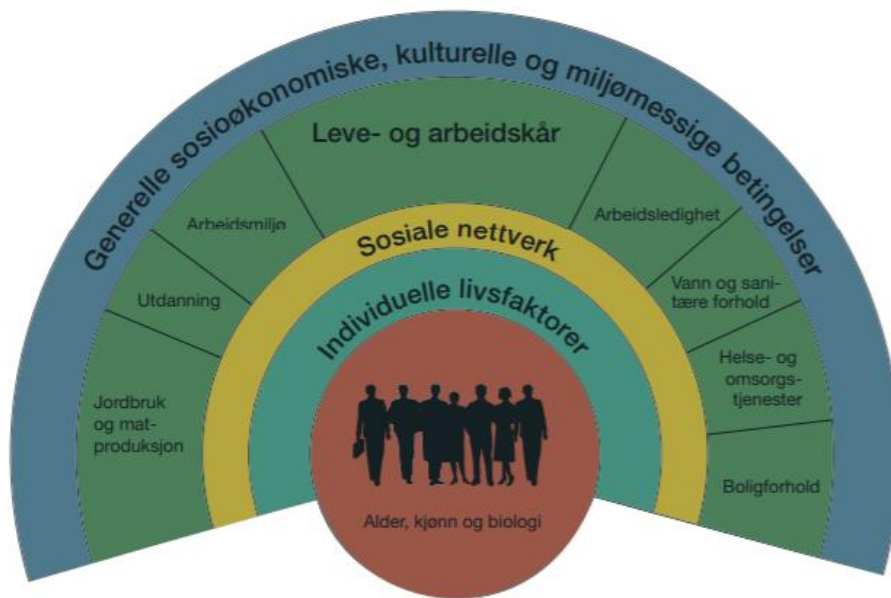 Generelle sosioøkonomiske, kulturelle og miljømessige betingelser
Leve- og arbeidskår
Arbeidsmiljø
Utdanning
Jordbruk
og mat-
produksjon
Arbeidsledighet
Vann og sani-
tære forhold
Helse- og
omsorgs-
tjenester
Boligforhold
Sosiale nettverk
Individuelle livsfaktorer
Alder, kjønn og biologi